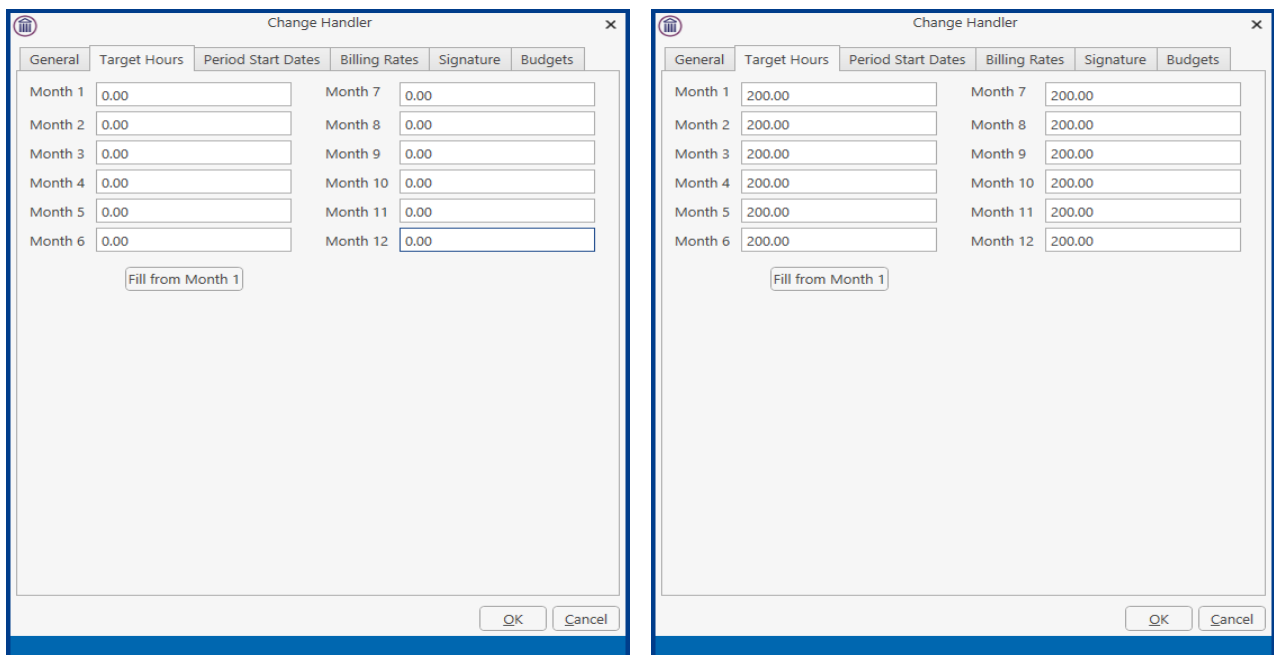 Change Handler
×
General Target Hours Period Start Dates Billing Rates Signature Budgets
Month 1 0.00 Month 7 0.00
Month 2 0.00 Month 8 0.00
Month 3 0.00 Month 9 0.00
Month 4 0.00 Month 10 0.00
Month 5 0.00 Month 11 0.00
Month 6 0.00 Month 12 0.00
Fill from Month 1
OK Cancel
Change Handler
×
General Target Hours Period Start Dates Billing Rates Signature Budgets
Month 1 200.00 Month 7 200.00
Month 2 200.00 Month 8 200.00
Month 3 200.00 Month 9 200.00
Month 4 200.00 Month 10 200.00
Month 5 200.00 Month 11 200.00
Month 6 200.00 Month 12 200.00
Fill from Month 1
OK Cancel